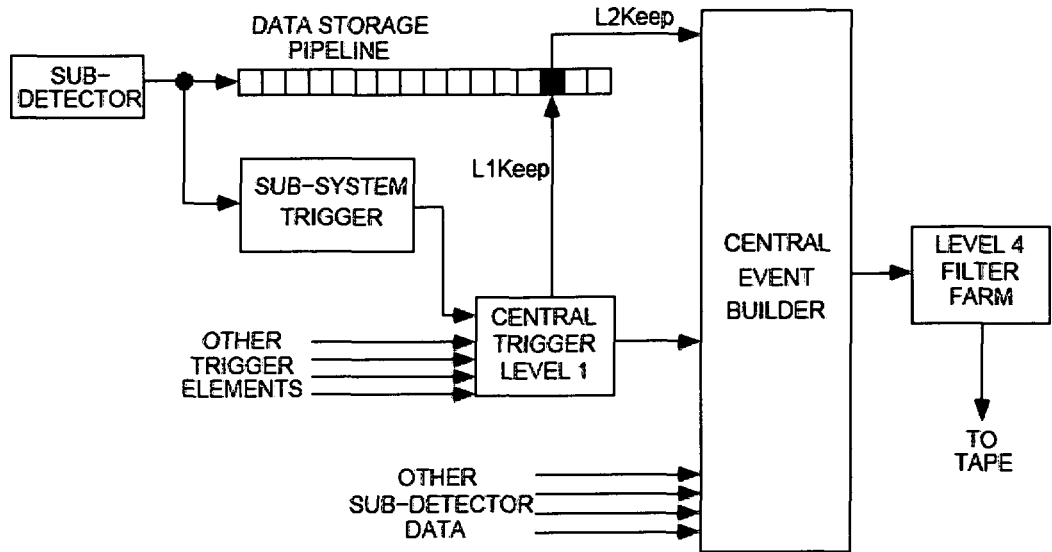 DATA STORAGE
PIPELINE
L2Keep
SUB-
DETECTOR
L1Keep
SUB-SYSTEM
TRIGGER
CENTRAL
EVENT
BUILDER
LEVEL 4
FILTER
FARM
CENTRAL
TRIGGER
LEVEL 1
OTHER
TRIGGER
ELEMENTS
TO
TAPE
OTHER
SUB-DETECTOR
DATA